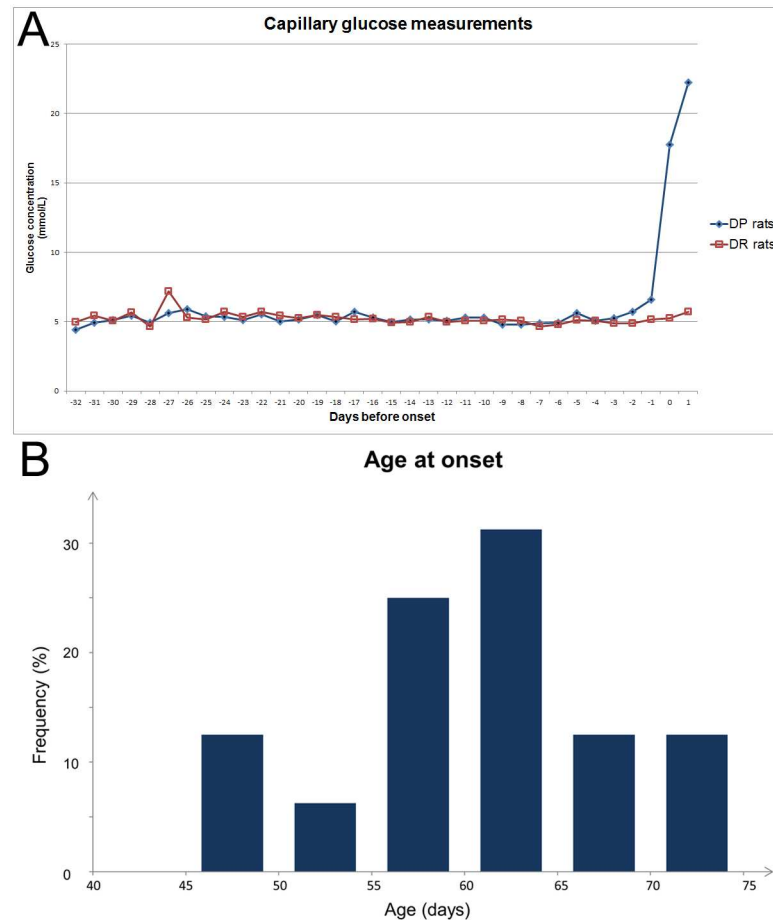 A
Capillary glucose measurements
25
20
15
10
5
0
Glucose concentration
(mmol/L)
-32 -31 -30 -29 -28 -27 -26 -25 -24 -23 -22 -21 -20 -19 -18 -17 -16 -15 -14 -13 -12 -11 -10 -9 -8 -7 -6 -5 -4 -3 -2 -1 0 1
Days before onset
DP rats
DR rats
B
Age at onset
30
20
10
0
Frequency (%)
40 45 50 55 60 65 70 75
Age (days)